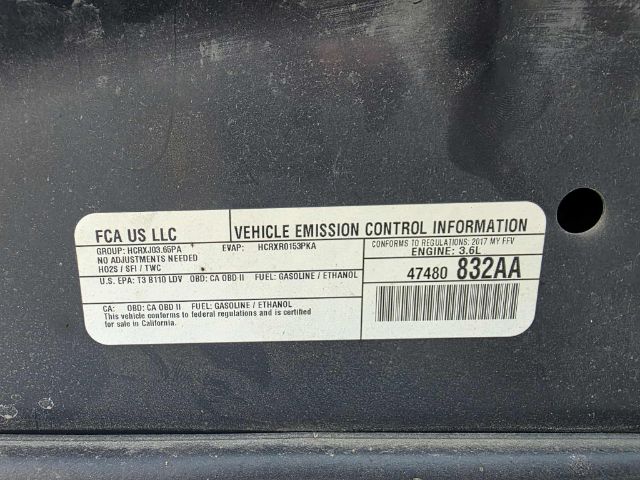 FCA US LLC
VEHICLE EMISSION CONTROL INFORMATION
GROUP: HCRXJ03.65PA EVAP: HCRXR0153PKA
NO ADJUSTMENTS NEEDED
HO2S / SFI / TWC
CONFORMS TO REGULATIONS: 2017 MY FFV
ENGINE: 3.6L
U.S. EPA: T3 B110 LDV OBD: CA OBD II FUEL: GASOLINE / ETHANOL
47480 832AA
CA: OBD: CA OBD II FUEL: GASOLINE / ETHANOL
This vehicle conforms to federal regulations and is certified
for sale in California.